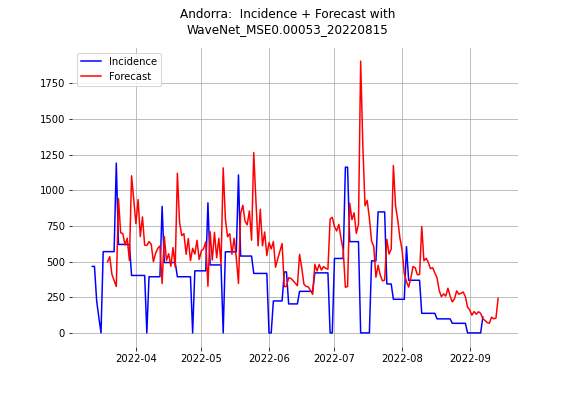 Andorra:  Incidence + Forecast with
WaveNet_MSE0.00053_20220815
Incidence
Forecast
1750
1500
1250
1000
750
500
250
0
2022-04 2022-05 2022-06 2022-07 2022-08 2022-09